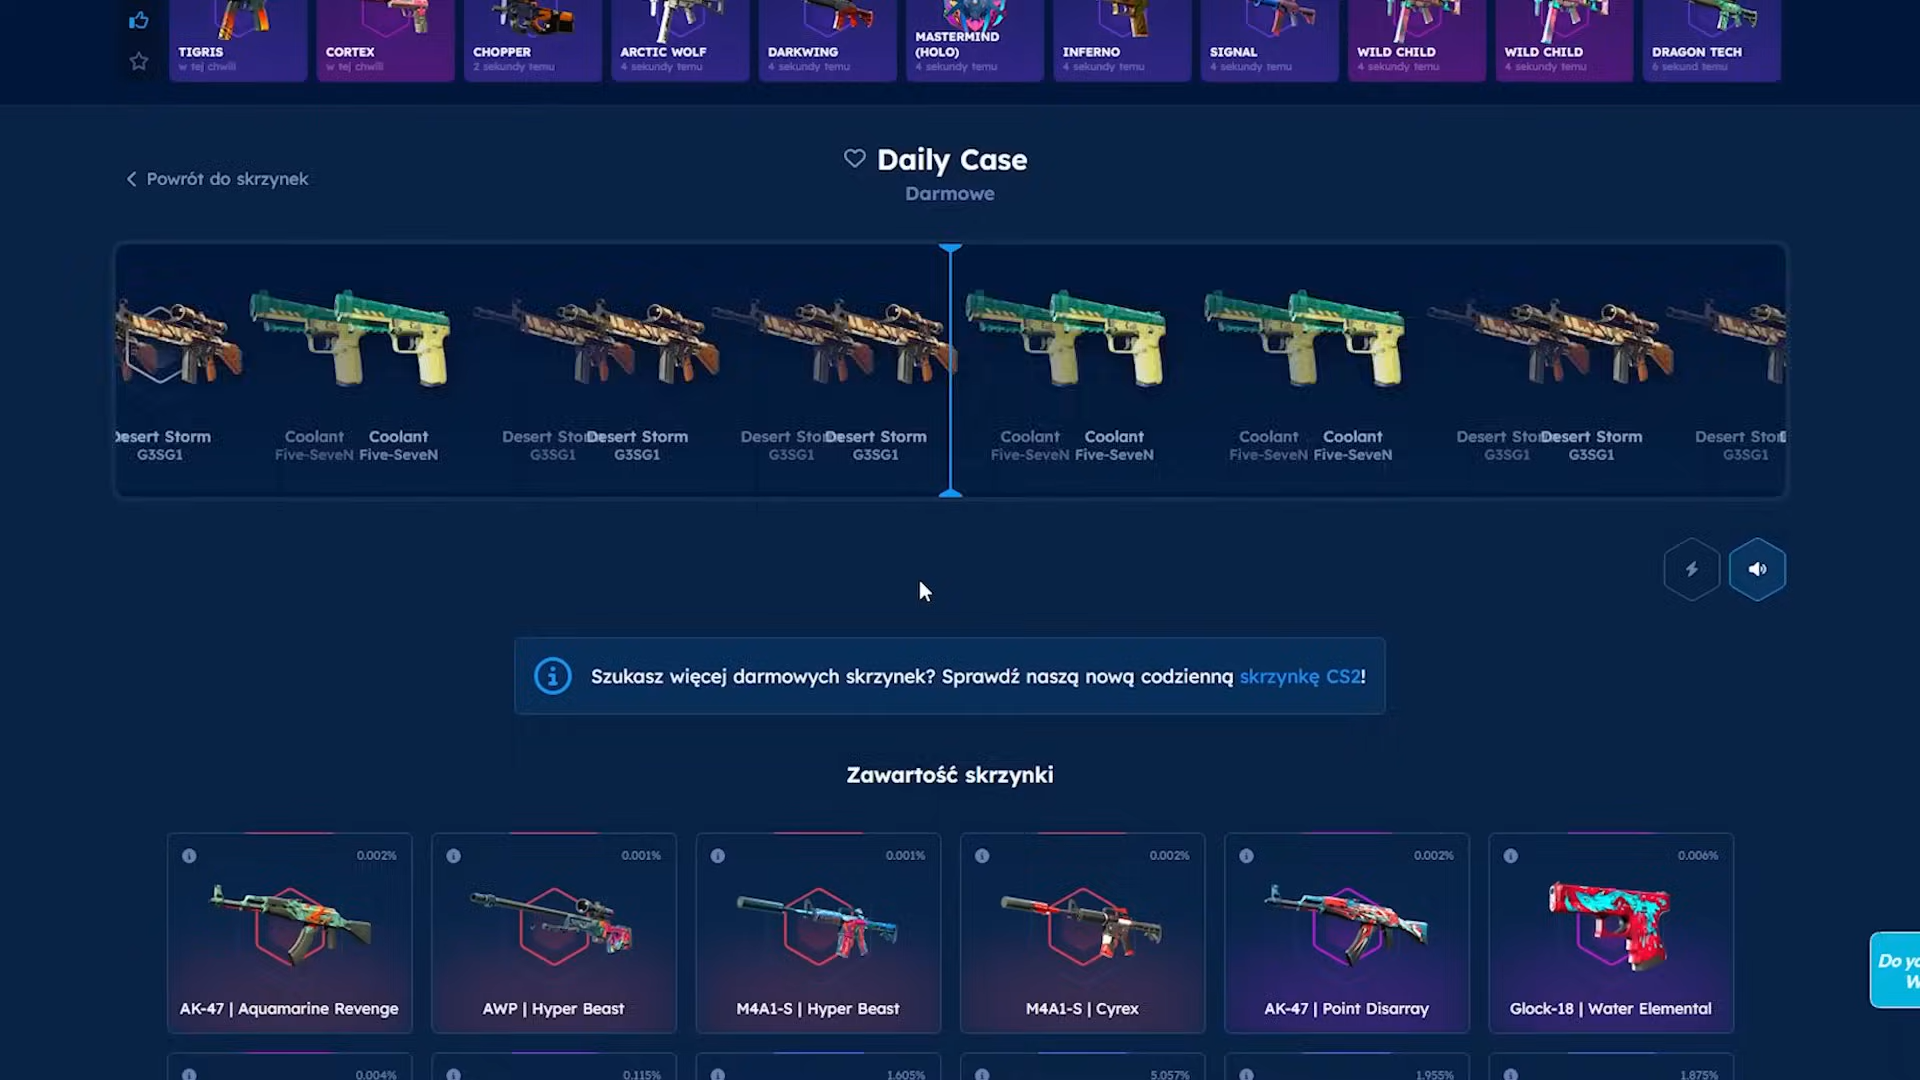 TIGRIS
w tej chwili
CORTEX
w tej chwili
CHOPPER
2 sekundy temu
ARCTIC WOLF
4 sekundy temu
DARKWING
4 sekundy temu
MASTERMIND
(HOLO)
4 sekundy temu
INFERNO
4 sekundy temu
SIGNAL
4 sekundy temu
WILD CHILD
4 sekundy temu
WILD CHILD
4 sekundy temu
DRAGON TECH
6 sekund temu
Powrót do skrzynek
Daily Case
Darmowe
Desert Storm
G3SG1
Coolant
Five-SeveN
Coolant
Five-SeveN
Desert Storm
G3SG1
Desert Storm
G3SG1
Desert Storm
G3SG1
Desert Storm
G3SG1
Coolant
Five-SeveN
Coolant
Five-SeveN
Coolant
Five-SeveN
Coolant
Five-SeveN
Desert Storm
G3SG1
Desert Storm
G3SG1
Desert Stor
G3SG1
Szukasz więcej darmowych skrzynek? Sprawdź naszą nową codzienną skrzynkę CS2!
Zawartość skrzynki
0.002%
AK-47 | Aquamarine Revenge
0.001%
AWP | Hyper Beast
0.001%
M4A1-S | Hyper Beast
0.002%
M4A1-S | Cyrex
0.002%
AK-47 | Point Disarray
0.006%
Glock-18 | Water Elemental
Do yo
W
0.004%
0.115%
1.605%
5.057%
1.955%
1.875%